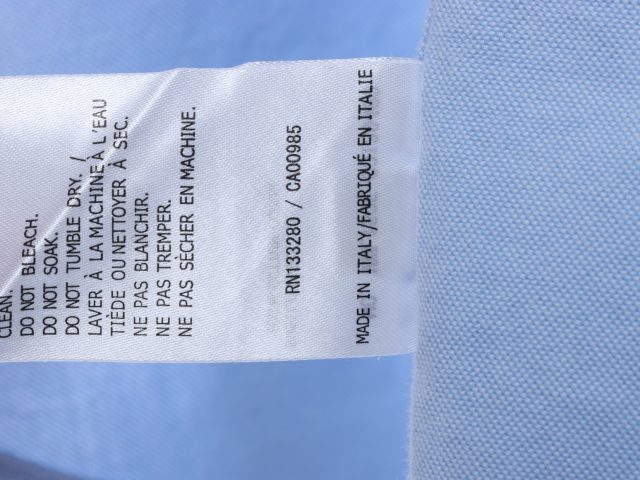 CLEAN.
DO NOT BLEACH.
DO NOT SOAK.
DO NOT TUMBLE DRY. /
LAVER À LA MACHINE À L'EAU
TIÈDE OU NETTOYER À SEC.
NE PAS BLANCHIR.
NE PAS TREMPER.
NE PAS SÈCHER EN MACHINE.
RN133280 / CA00985
MADE IN ITALY/FABRIQUÉ EN ITALIE